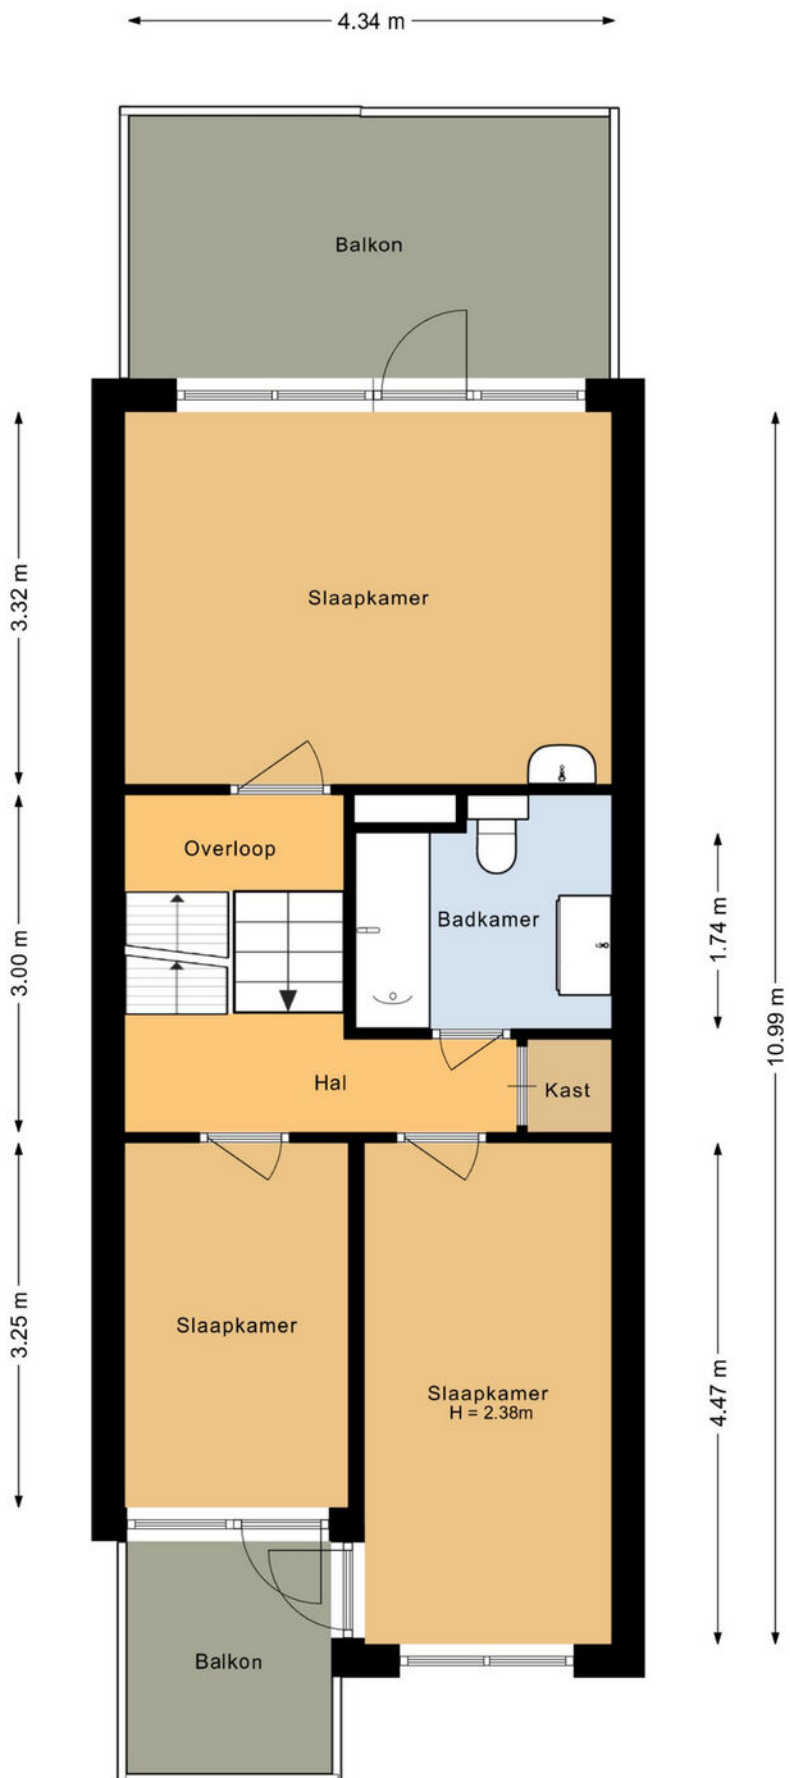 4.34 m
Balkon
3.32 m
Slaapkamer
Overloop
Badkamer
1.74 m
3.00 m
10.99 m
Hal
Kast
3.25 m
Slaapkamer
Slaapkamer
H = 2.38m
4.47 m
Balkon